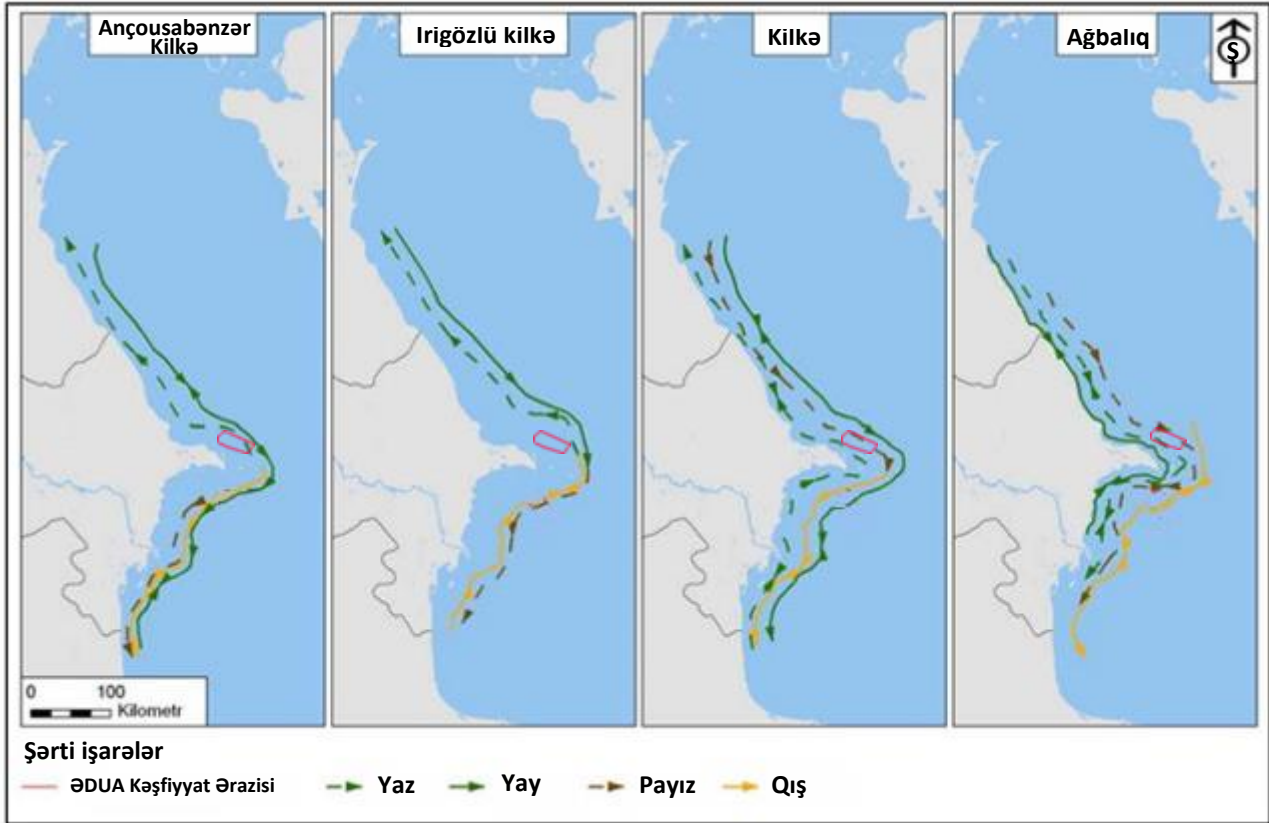 Ançousabənzər
Kilkə
Irigözlü kilkə
Kilkə
Ağbalıq
Ş
0 100
Kilometr
Şərti işarələr
ƏDUA Kəşfiyyat Ərazisi
Yaz
Yay
Payız
Qış